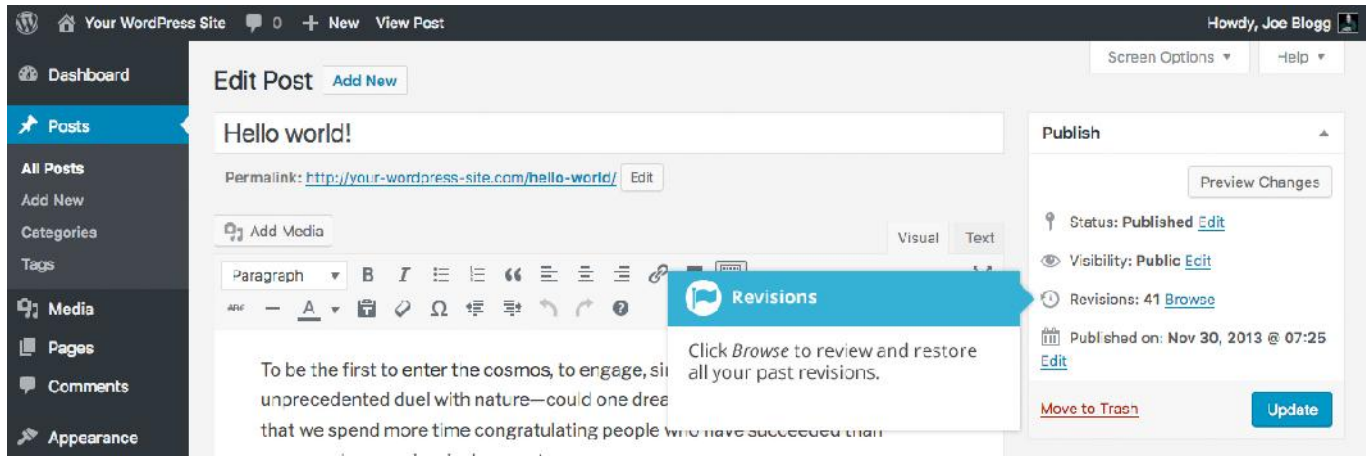 Your WordPress Site 0 + New View Post Howdy, Joe Blogg
Dashboard
Posts
All Posts
Add New
Categories
Tags
Media
Pages
Comments
Appearance
Edit Post Add New
Screen Options Help
Hello world!
Permalink: http://your-wordpress-site.com/hello-world/ Edit
Add Media
Visual Text
Paragraph B I
ABC A Ω
To be the first to enter the cosmos, to engage,
unprecedented duel with nature—could one
that we spend more time congratulating people who have succeeded than
Revisions
Click Browse to review and restore
all your past revisions.
Publish
Preview Changes
Status: Published Edit
Visibility: Public Edit
Revisions: 41 Browse
Published on: Nov 30, 2013 @ 07:25
Edit
Move to Trash Update